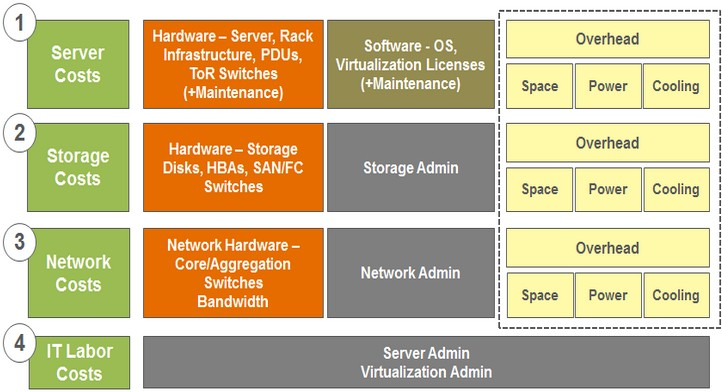 1
Server
Costs
Hardware – Server, Rack
Infrastructure, PDUs,
ToR Switches
(+Maintenance)
Software - OS,
Virtualization Licenses
(+Maintenance)
Overhead
Space
Power
Cooling
2
Storage
Costs
Hardware – Storage
Disks, HBAs, SAN/FC
Switches
Storage Admin
Overhead
Space
Power
Cooling
3
Network
Costs
Network Hardware –
Core/Aggregation
Switches
Bandwidth
Network Admin
Overhead
Space
Power
Cooling
4
IT Labor
Costs
Server Admin
Virtualization Admin